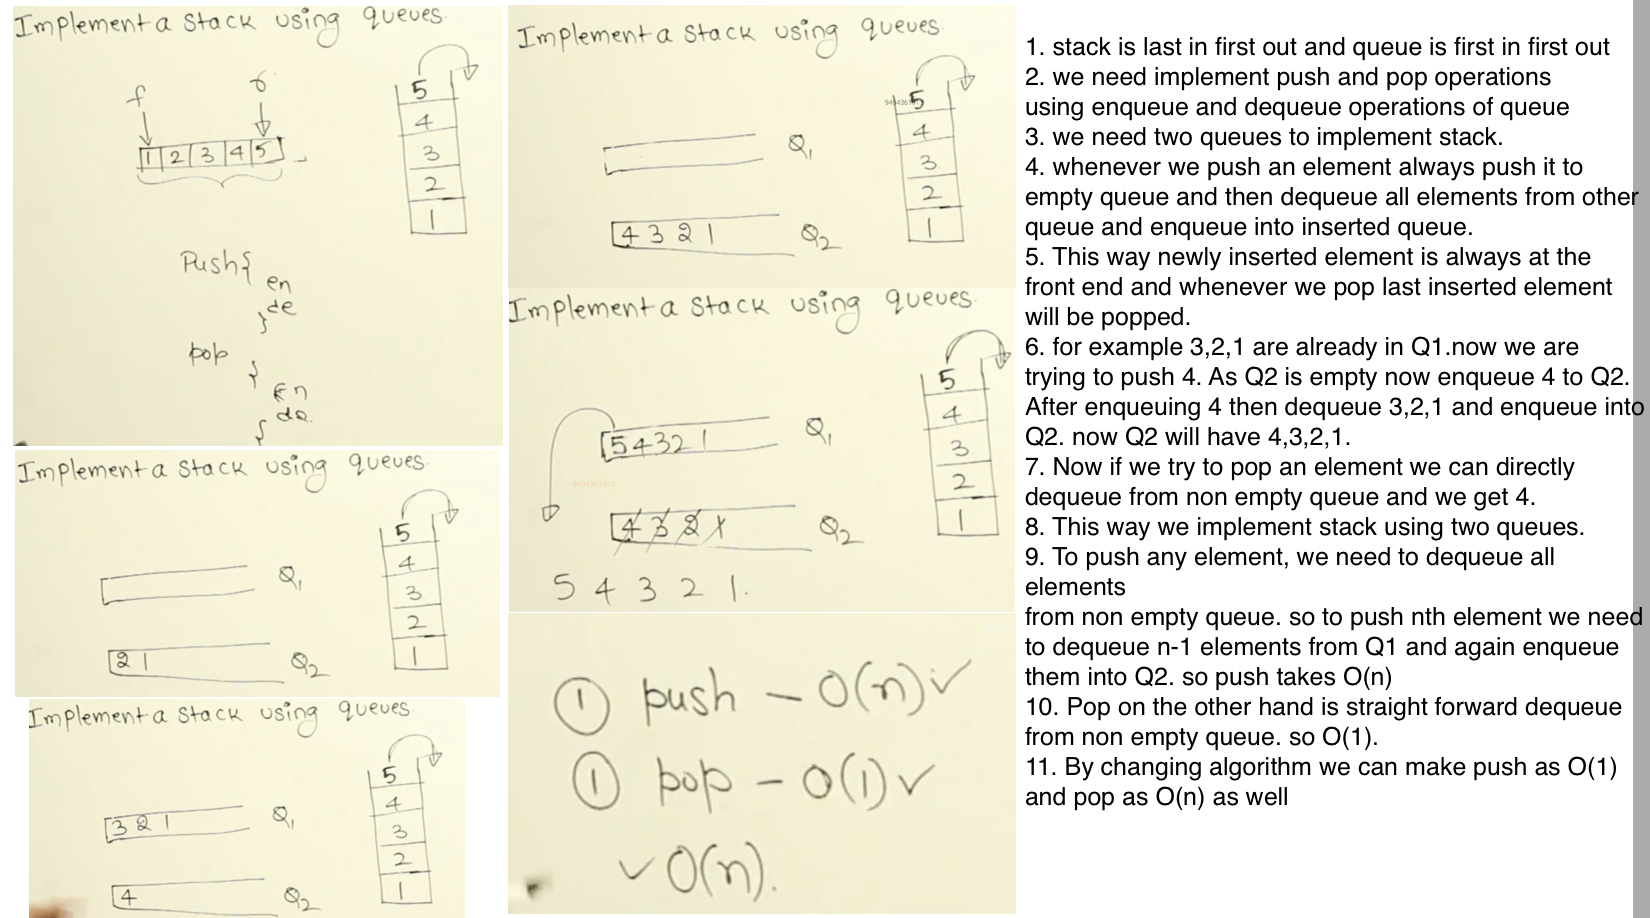 Implement a Stack using queues.
f r
1 2 3 4 5
5
4
3
2
1
Push{
en
de
}
pop
{
En
de.
}
Implement a Stack using queues.
Q1
2 1 Q2
5
4
3
2
1
Implement a Stack using queues.
3 2 1 Q1
4 Q2
5
4
3
2
1
Implement a Stack using queues.
Q1
4 3 2 1 Q2
5
4
3
2
1
Implement a Stack using queues.
5 4 3 2 1 Q1
4 3 2 1 Q2
5
4
3
2
1
5 4 3 2 1.
① push - O(n) ✓
① pop - O(1) ✓
✓ O(n).
1. stack is last in first out and queue is first in first out
2. we need implement push and pop operations
using enqueue and dequeue operations of queue
3. we need two queues to implement stack.
4. whenever we push an element always push it to
empty queue and then dequeue all elements from other
queue and enqueue into inserted queue.
5. This way newly inserted element is always at the
front end and whenever we pop last inserted element
will be popped.
6. for example 3,2,1 are already in Q1.now we are
trying to push 4. As Q2 is empty now enqueue 4 to Q2.
After enqueuing 4 then dequeue 3,2,1 and enqueue into
Q2. now Q2 will have 4,3,2,1.
7. Now if we try to pop an element we can directly
dequeue from non empty queue and we get 4.
8. This way we implement stack using two queues.
9. To push any element, we need to dequeue all
elements
from non empty queue. so to push nth element we need
to dequeue n-1 elements from Q1 and again enqueue
them into Q2. so push takes O(n)
10. Pop on the other hand is straight forward dequeue
from non empty queue. so O(1).
11. By changing algorithm we can make push as O(1)
and pop as O(n) as well